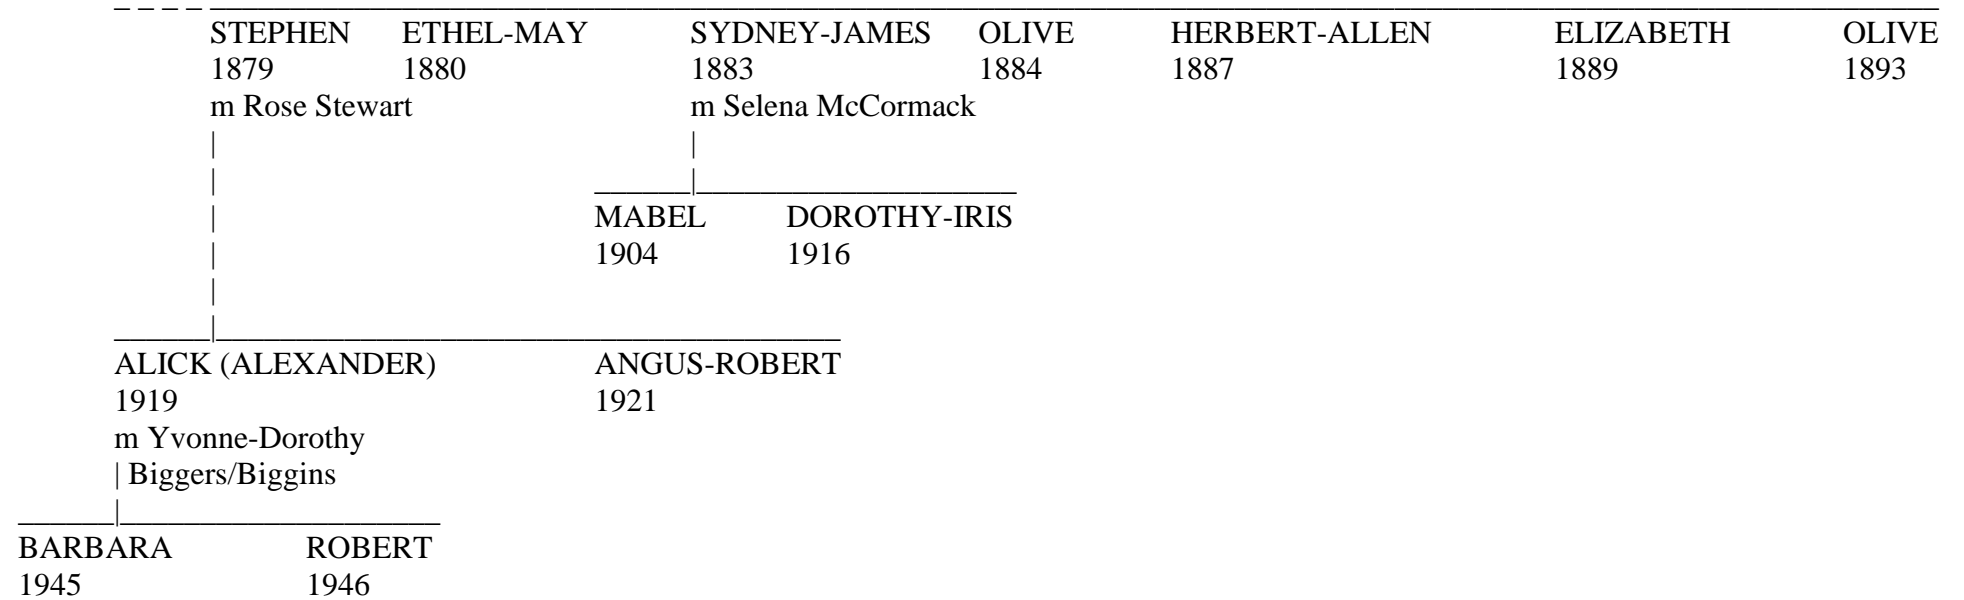 STEPHEN ETHEL-MAY SYDNEY-JAMES OLIVE HERBERT-ALLEN ELIZABETH OLIVE
1879 1880 1883 1884 1887 1889 1893
m Rose Stewart m Selena McCormack
MABEL DOROTHY-IRIS
1904 1916
ALICK (ALEXANDER) ANGUS-ROBERT
1919 1921
m Yvonne-Dorothy
| Biggers/Biggins
BARBARA ROBERT
1945 1946